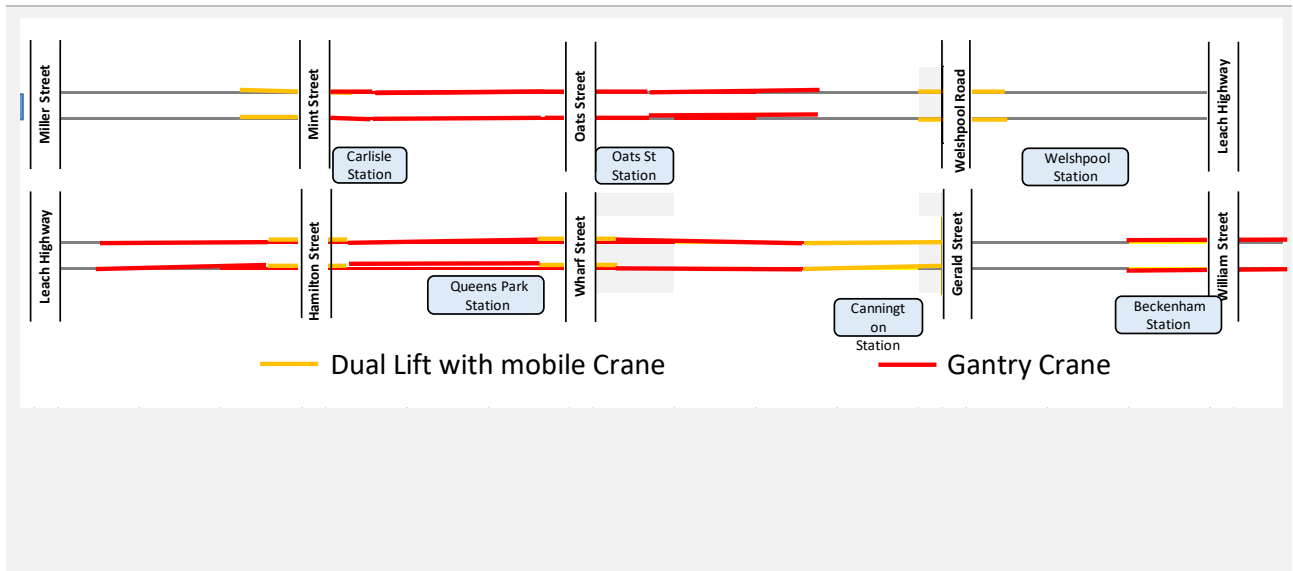 Miller Street
Mint Street
Oats Street
Welshpool Road
Leach Highway
Carlisle
Station
Oats St
Station
Welshpool
Station
Leach Highway
Hamilton Street
Wharf Street
Gerald Street
William Street
Queens Park
Station
Canningt
on
Station
Beckenham
Station
Dual Lift with mobile Crane
Gantry Crane